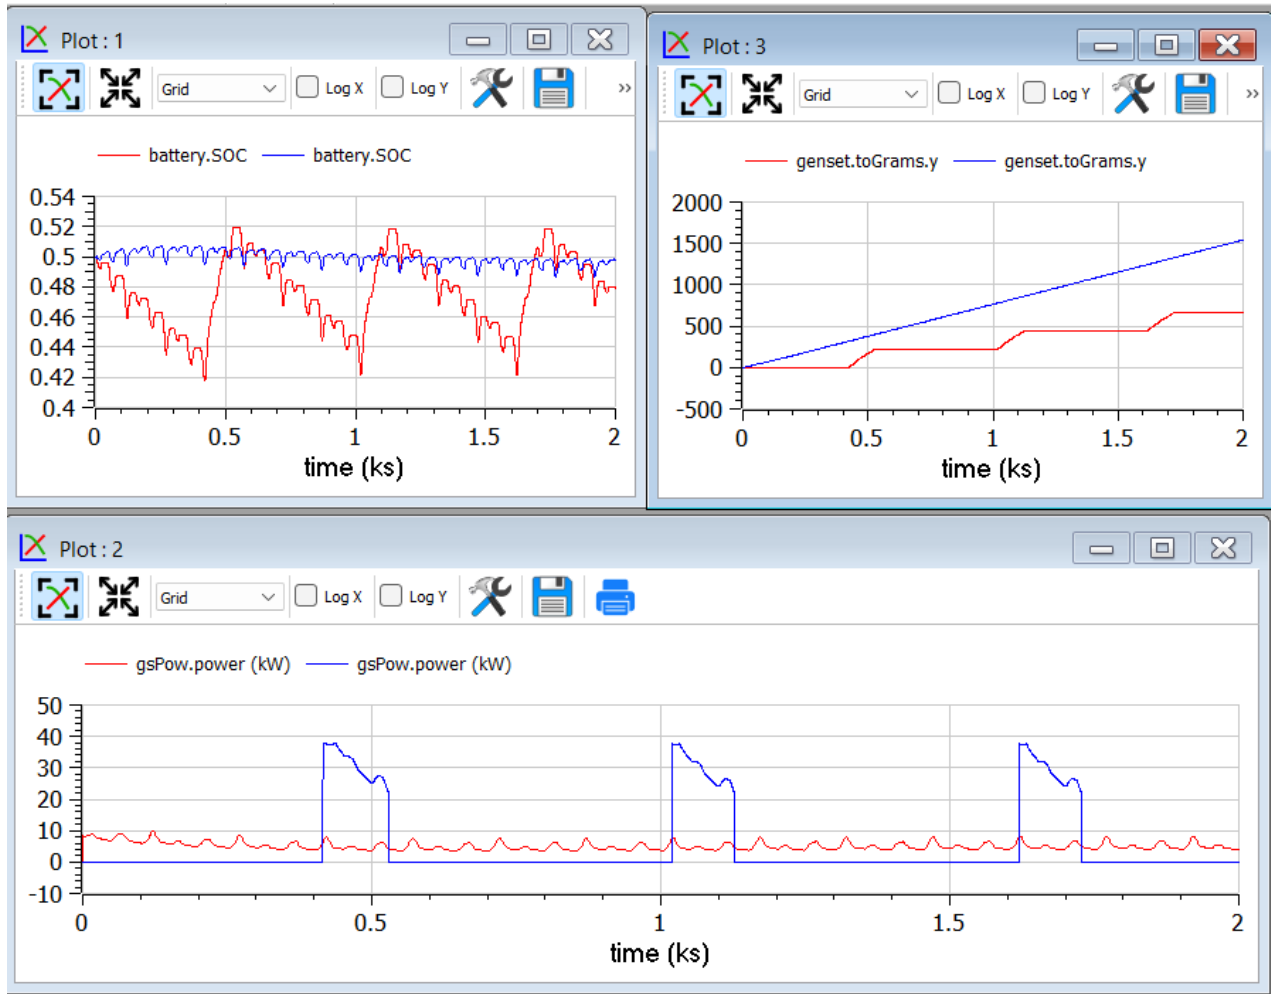 Plot : 1
Grid Log X Log Y »
battery.SOC battery.SOC
0.54
0.52
0.5
0.48
0.46
0.44
0.42
0.4
0 0.5 1 1.5 2
time (ks)
Plot : 3
Grid Log X Log Y »
genset.toGrams.y genset.toGrams.y
2000
1500
1000
500
0
-500
0 0.5 1 1.5 2
time (ks)
Plot : 2
Grid Log X Log Y
gsPow.power (kW) gsPow.power (kW)
50
40
30
20
10
0
-10
0 0.5 1 1.5 2
time (ks)